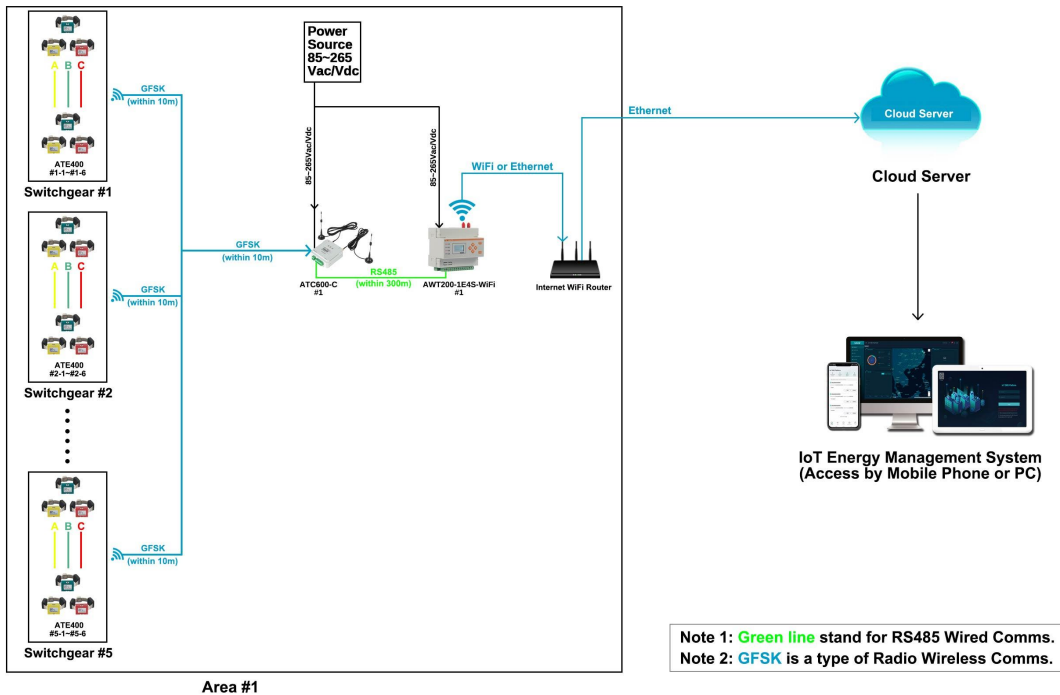 Power
Source
85~265
Vac/Vdc
A B C
ATE400
#1-1~#1-6
Switchgear #1
GFSK
(within 10m)
A B C
ATE400
#2-1~#2-6
Switchgear #2
GFSK
(within 10m)
A B C
ATE400
#5-1~#5-6
Switchgear #5
GFSK
(within 10m)
GFSK
(within 10m)
85~265Vac/Vdc
85~265Vac/Vdc
ATC600-C
#1
RS485
(within 300m)
AWT200-1E4S-WiFi
#1
WiFi or Ethernet
Internet WiFi Router
Ethernet
Cloud Server
Cloud Server
IoT Energy Management System
(Access by Mobile Phone or PC)
Note 1: Green line stand for RS485 Wired Comms.
Note 2: GFSK is a type of Radio Wireless Comms.
Area #1